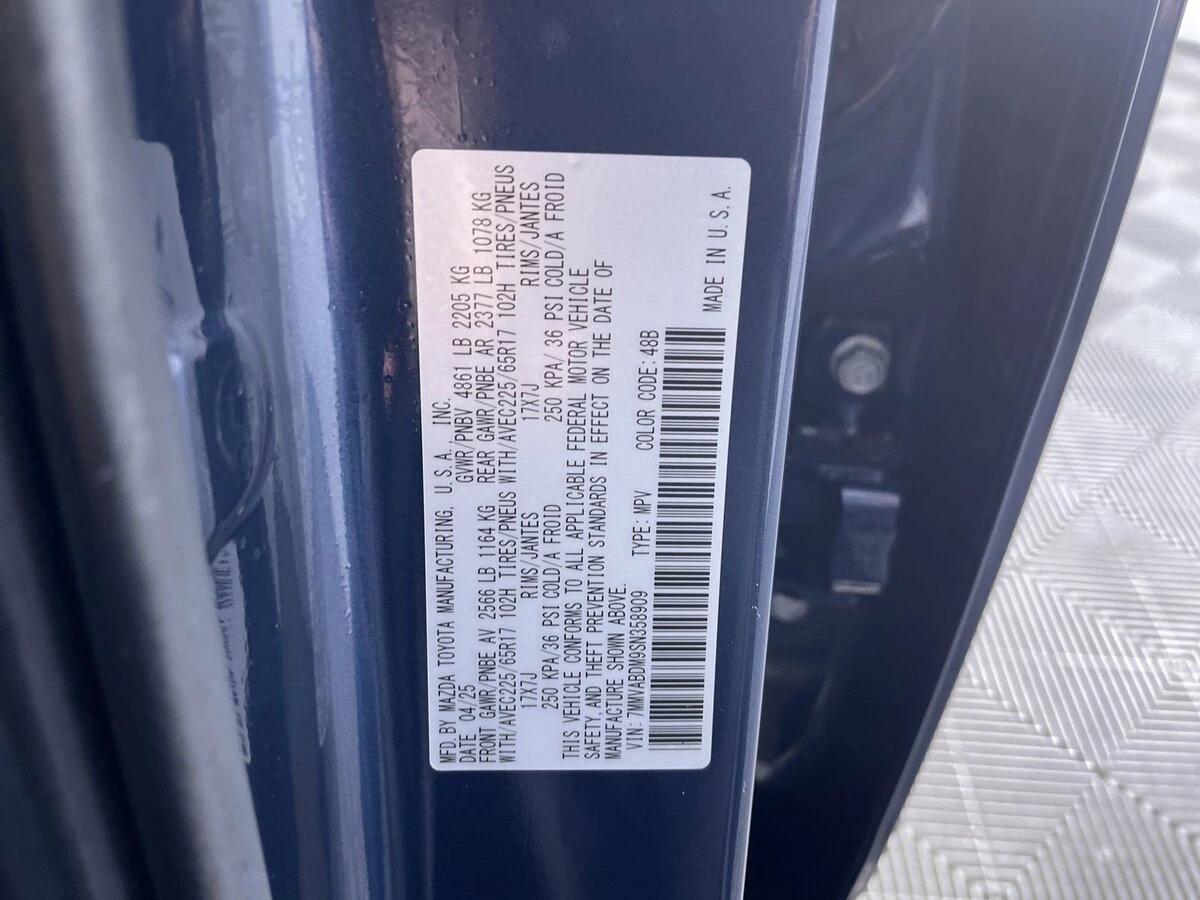 MFD.BY MAZDA TOYOTA MANUFACTURING, U.S.A., INC.
DATE 04/25 GVWR/PNBV 4861 LB 2205 KG
FRONT GAWR/PNBE AV 2566 LB 1164 KG REAR GAWR/PNBE AR 2377 LB 1078 KG
WITH/AVEC225/65R17 102H TIRES/PNEUS WITH/AVEC225/65R17 102H TIRES/PNEUS
17X7J RIMS/JANTES 17X7J RIMS/JANTES
250 KPA/36 PSI COLD/A FROID 250 KPA/ 36 PSI COLD/A FROID
THIS VEHICLE CONFORMS TO ALL APPLICABLE FEDERAL MOTOR VEHICLE
SAFETY AND THEFT PREVENTION STANDARDS IN EFFECT ON THE DATE OF
MANUFACTURE SHOWN ABOVE.
VIN: 7MMVABDM9SN358909 TYPE: MPV COLOR CODE: 48B
MADE IN U.S.A.